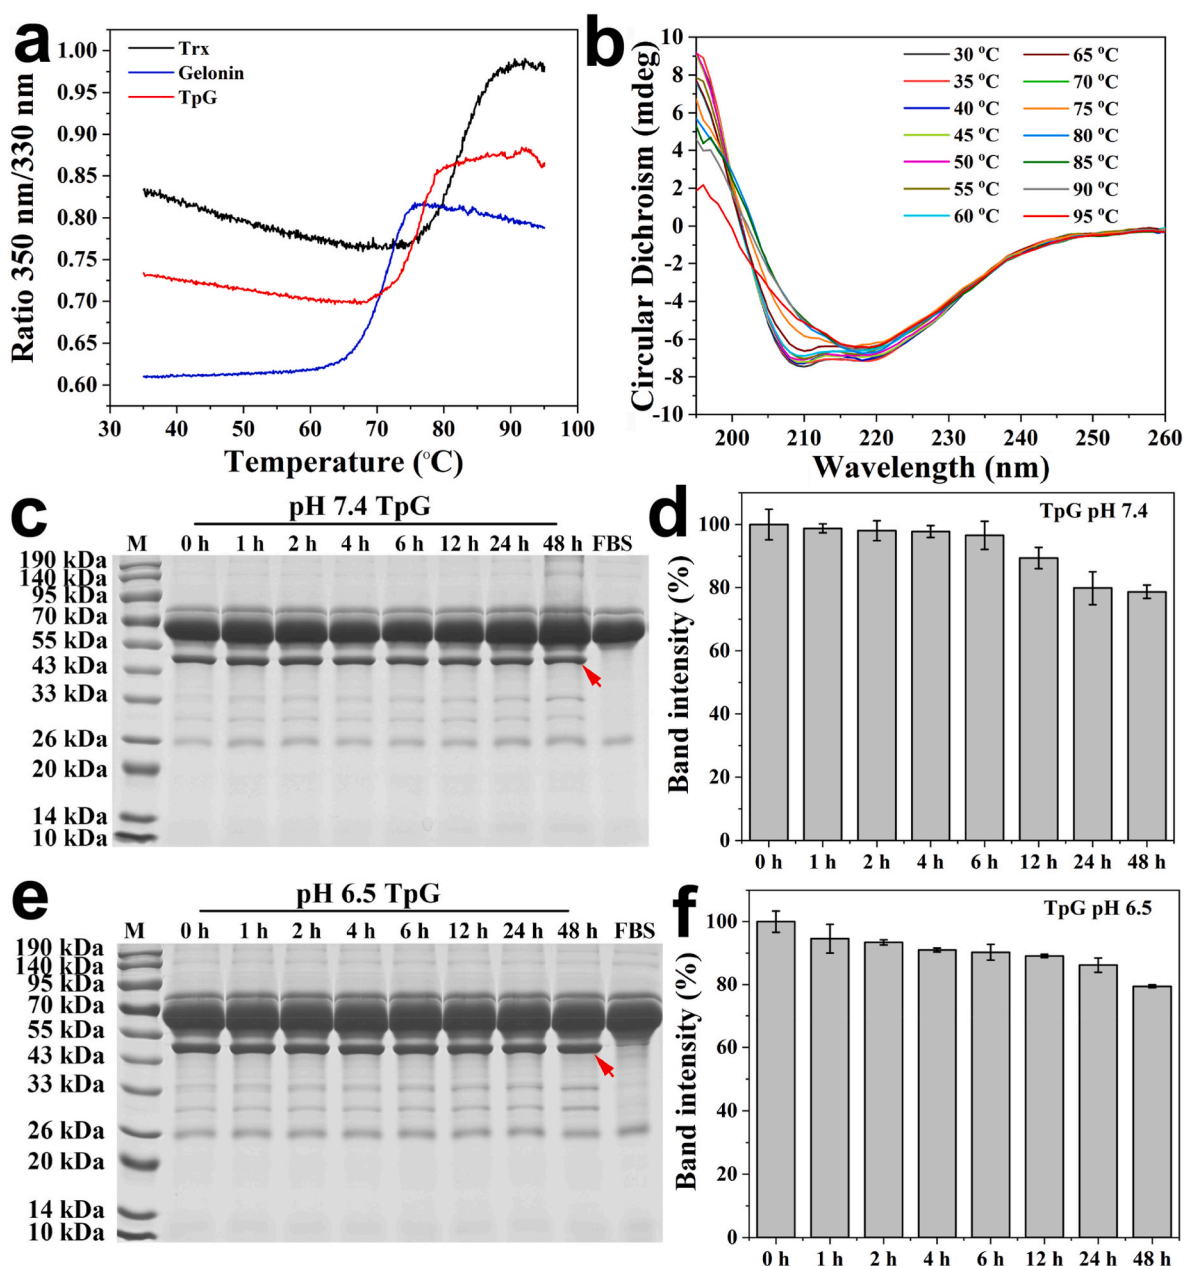 a
Trx
Gelonin
TpG
1.00
0.95
0.90
0.85
0.80
0.75
0.70
0.65
0.60
Ratio 350 nm/330 nm
30 40 50 60 70 80 90 100
Temperature (°C)
b
30 °C 65 °C
35 °C 70 °C
40 °C 75 °C
45 °C 80 °C
50 °C 85 °C
55 °C 90 °C
60 °C 95 °C
10
8
6
4
2
0
-2
-4
-6
-8
-10
Circular Dichroism (mdeg)
200 210 220 230 240 250 260
Wavelength (nm)
c
pH 7.4 TpG
M 0 h 1 h 2 h 4 h 6 h 12 h 24 h 48 h FBS
190 kDa
140 kDa
95 kDa
70 kDa
55 kDa
43 kDa
33 kDa
26 kDa
20 kDa
14 kDa
10 kDa
d
TpG pH 7.4
100
80
60
40
20
0
Band intensity (%)
0 h 1 h 2 h 4 h 6 h 12 h 24 h 48 h
e
pH 6.5 TpG
M 0 h 1 h 2 h 4 h 6 h 12 h 24 h 48 h FBS
190 kDa
140 kDa
95 kDa
70 kDa
55 kDa
43 kDa
33 kDa
26 kDa
20 kDa
14 kDa
10 kDa
f
TpG pH 6.5
100
80
60
40
20
0
Band intensity (%)
0 h 1 h 2 h 4 h 6 h 12 h 24 h 48 h